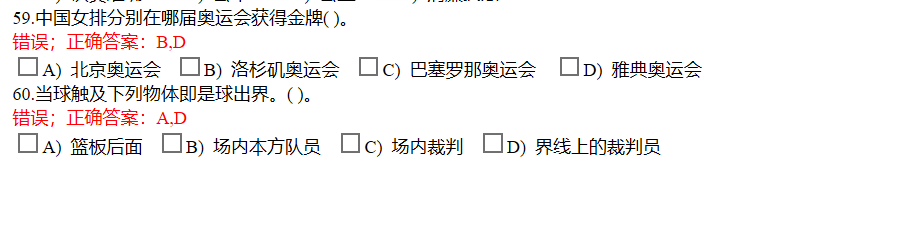 59.中国女排分别在哪届奥运会获得金牌( )。
错误；正确答案：B,D
A) 北京奥运会 B) 洛杉矶奥运会 C) 巴塞罗那奥运会 D) 雅典奥运会
60.当球触及下列物体即是球出界。( )。
错误；正确答案：A,D
A) 篮板后面 B) 场内本方队员 C) 场内裁判 D) 界线上的裁判员